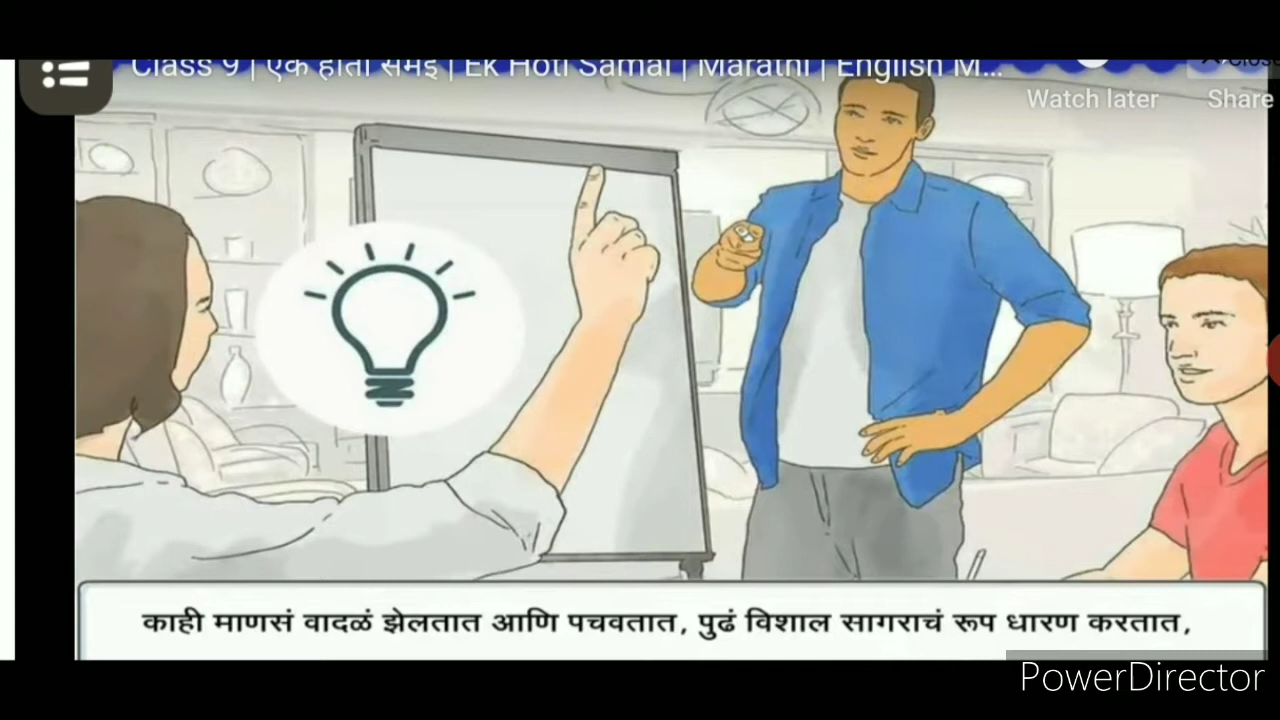 Class 9 | एक होती समई | Ek Hoti Samai | Marathi | English M...
Watch later
Share
काही माणसं वादळं झेलतात आणि पचवतात, पुढं विशाल सागराचं रूप धारण करतात,
PowerDirector